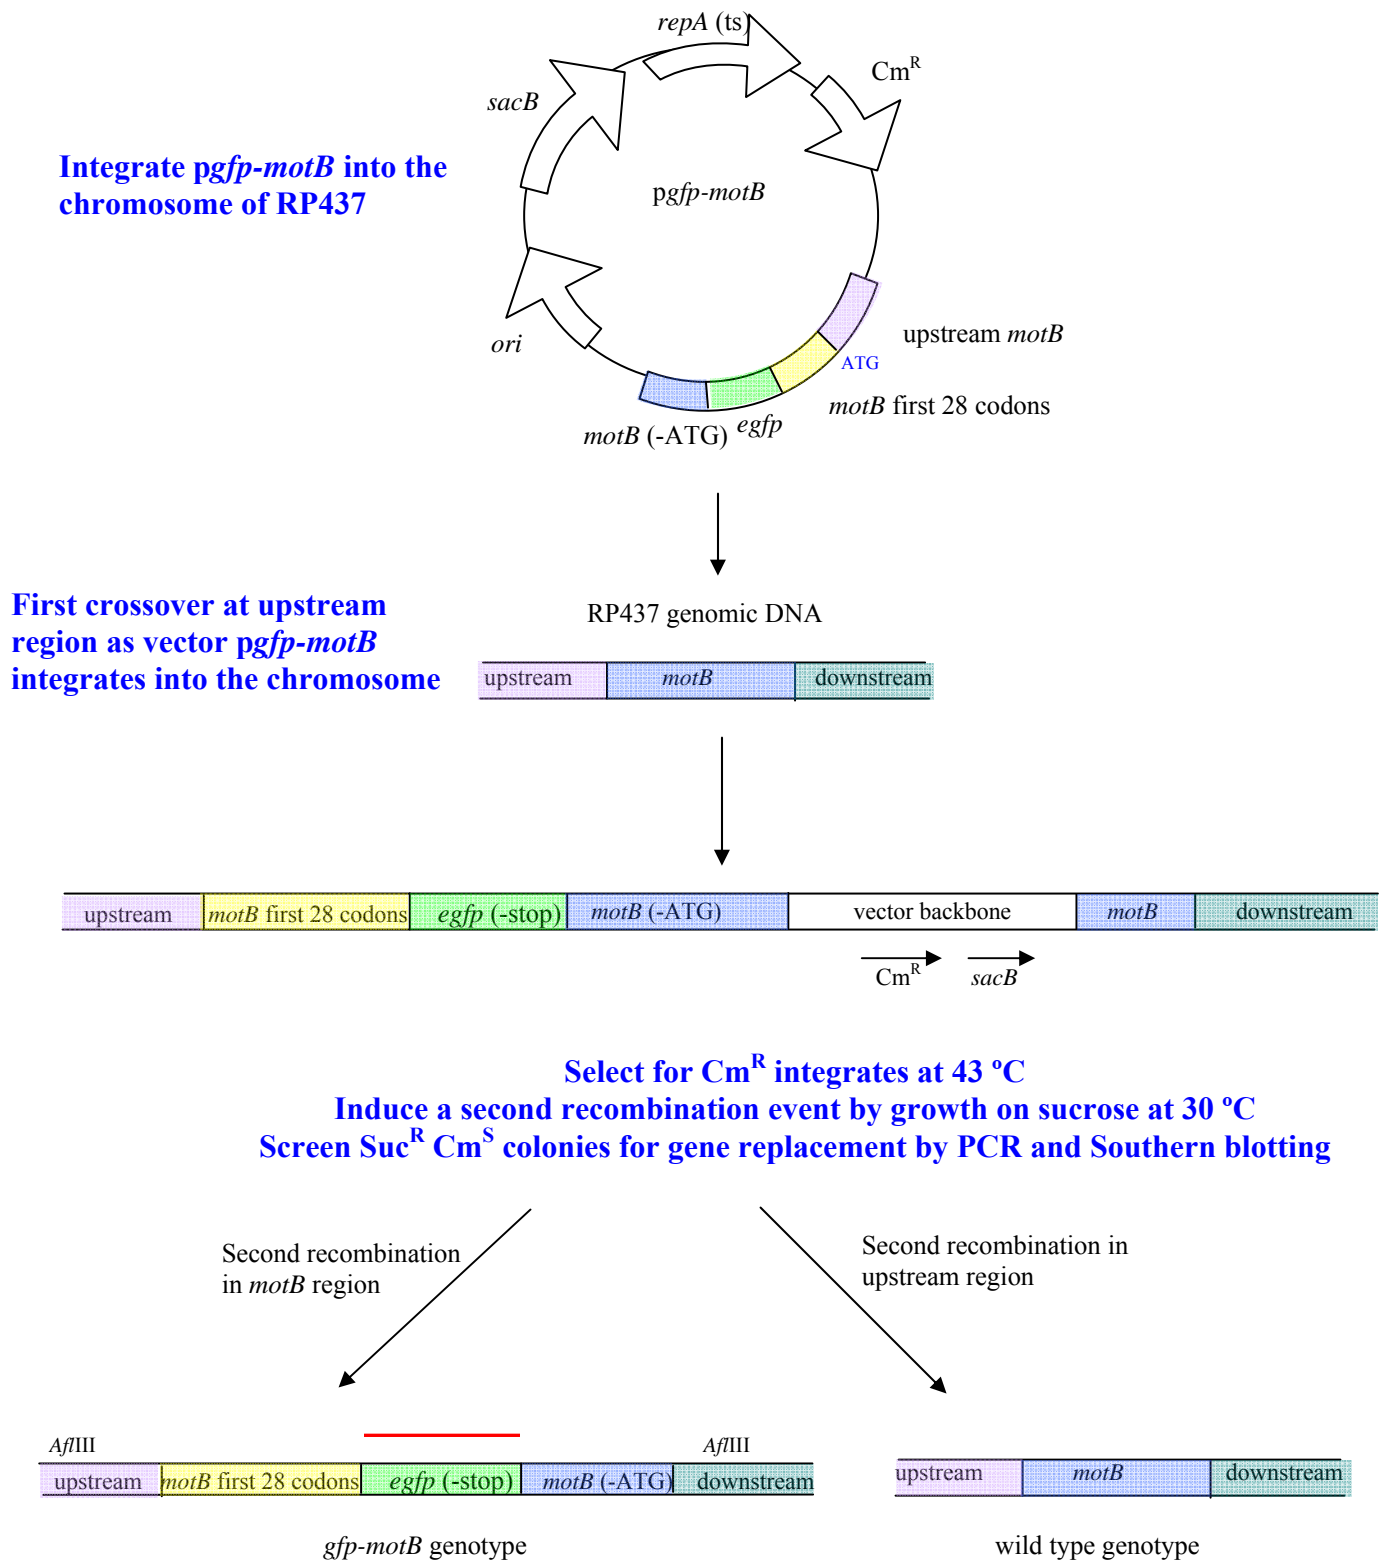 repA (ts)
Cm^R
sacB
Integrate pgfp-motB into the
chromosome of RP437
pgfp-motB
ori
upstream motB
ATG
motB first 28 codons
egfp
motB (-ATG)
First crossover at upstream
region as vector pgfp-motB
integrates into the chromosome
RP437 genomic DNA
upstream motB downstream
upstream motB first 28 codons egfp (-stop) motB (-ATG) vector backbone motB downstream
Cm^R sacB
Select for Cm^R integrates at 43 ºC
Induce a second recombination event by growth on sucrose at 30 ºC
Screen Suc^R Cm^S colonies for gene replacement by PCR and Southern blotting
Second recombination
in motB region
Second recombination in
upstream region
AflIII AflIII
upstream motB first 28 codons egfp (-stop) motB (-ATG) downstream
upstream motB downstream
gfp-motB genotype
wild type genotype